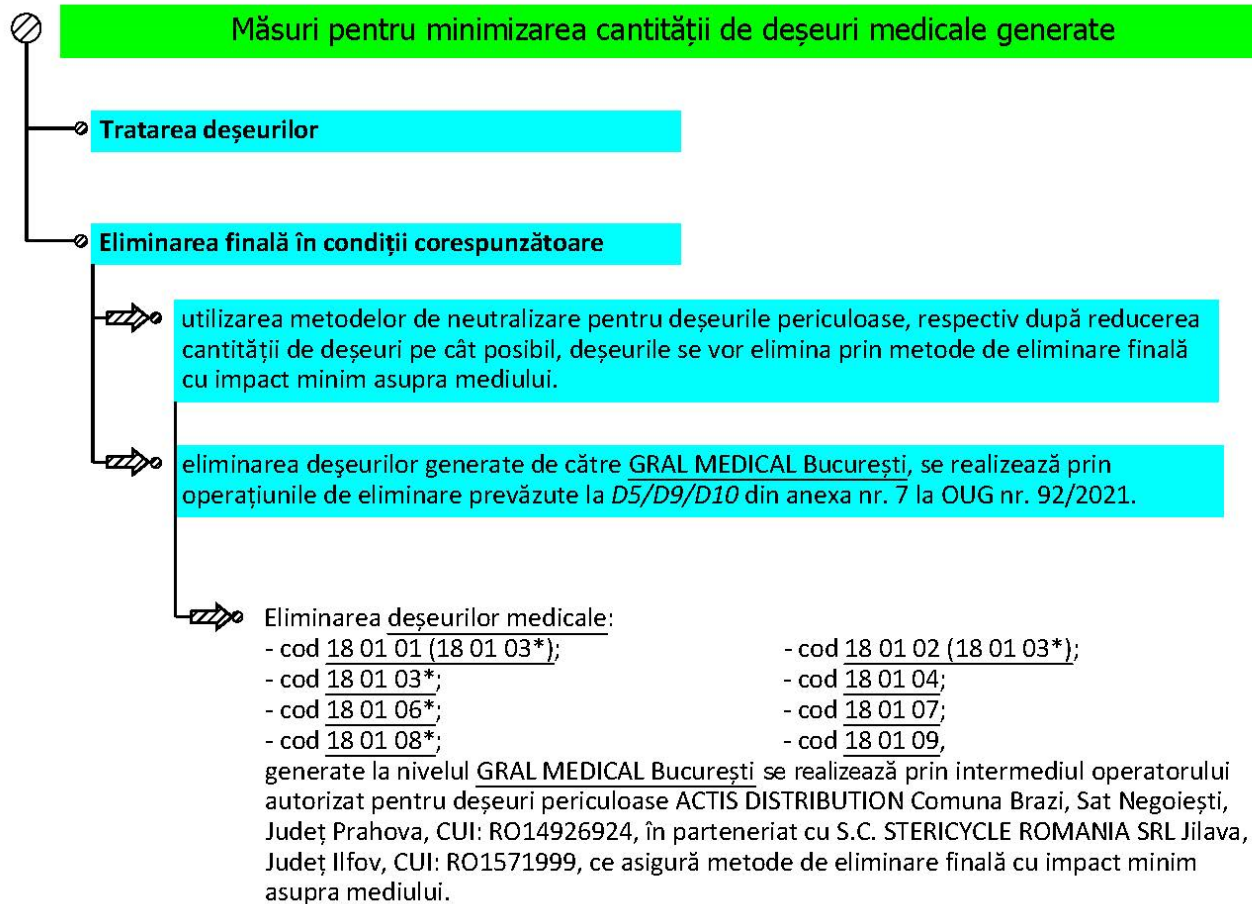 Măsuri pentru minimizarea cantității de deșeuri medicale generate
Tratarea deșeurilor
Eliminarea finală în condiții corespunzătoare
utilizarea metodelor de neutralizare pentru deșeurile periculoase, respectiv după reducerea
cantității de deșeuri pe cât posibil, deșeurile se vor elimina prin metode de eliminare finală
cu impact minim asupra mediului.
eliminarea deşeurilor generate de către GRAL MEDICAL București, se realizează prin
operațiunile de eliminare prevăzute la D5/D9/D10 din anexa nr. 7 la OUG nr. 92/2021.
Eliminarea deșeurilor medicale:
- cod 18 01 01 (18 01 03*); - cod 18 01 02 (18 01 03*);
- cod 18 01 03*; - cod 18 01 04;
- cod 18 01 06*; - cod 18 01 07;
- cod 18 01 08*; - cod 18 01 09,
generate la nivelul GRAL MEDICAL București se realizează prin intermediul operatorului
autorizat pentru deșeuri periculoase ACTIS DISTRIBUTION Comuna Brazi, Sat Negoiești,
Județ Prahova, CUI: RO14926924, în parteneriat cu S.C. STERICYCLE ROMANIA SRL Jilava,
Județ Ilfov, CUI: RO1571999, ce asigură metode de eliminare finală cu impact minim
asupra mediului.